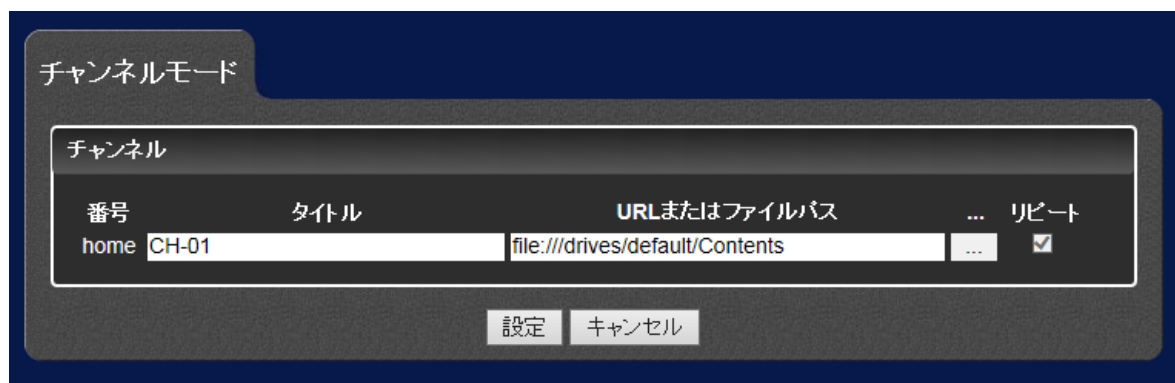 チャンネルモード
チャンネル
番号 タイトル URLまたはファイルパス ... リピート
home CH-01 file:///drives/default/Contents ...
設定 キャンセル